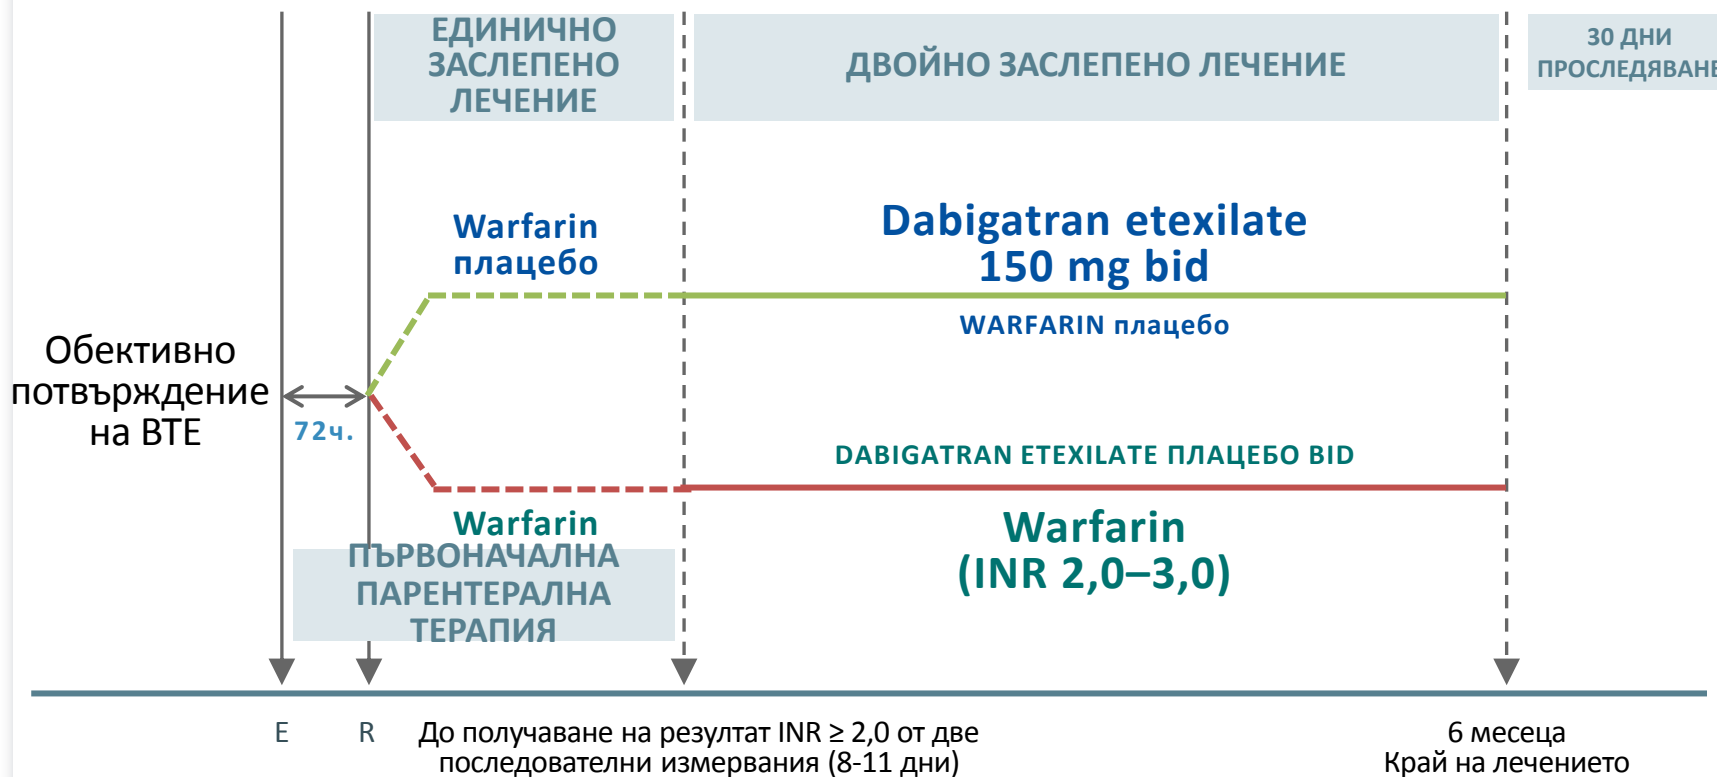 ЕДИНИЧНО
ЗАСЛЕПЕНО
ЛЕЧЕНИЕ
ДВОЙНО ЗАСЛЕПЕНО ЛЕЧЕНИЕ
30 ДНИ
ПРОСЛЕДЯВАНЕ
Warfarin
плацебо
Dabigatran etexilate
150 mg bid
WARFARIN плацебо
Обективно
потвърждение
на ВТЕ
72ч.
DABIGATRAN ETEXILATE ПЛАЦЕБО BID
Warfarin
Warfarin
(INR 2,0–3,0)
ПЪРВОНАЧАЛНА
ПАРЕНТЕРАЛНА
ТЕРАПИЯ
E
R
До получаване на резултат INR ≥ 2,0 от две
последователни измервания (8-11 дни)
6 месеца
Край на лечението